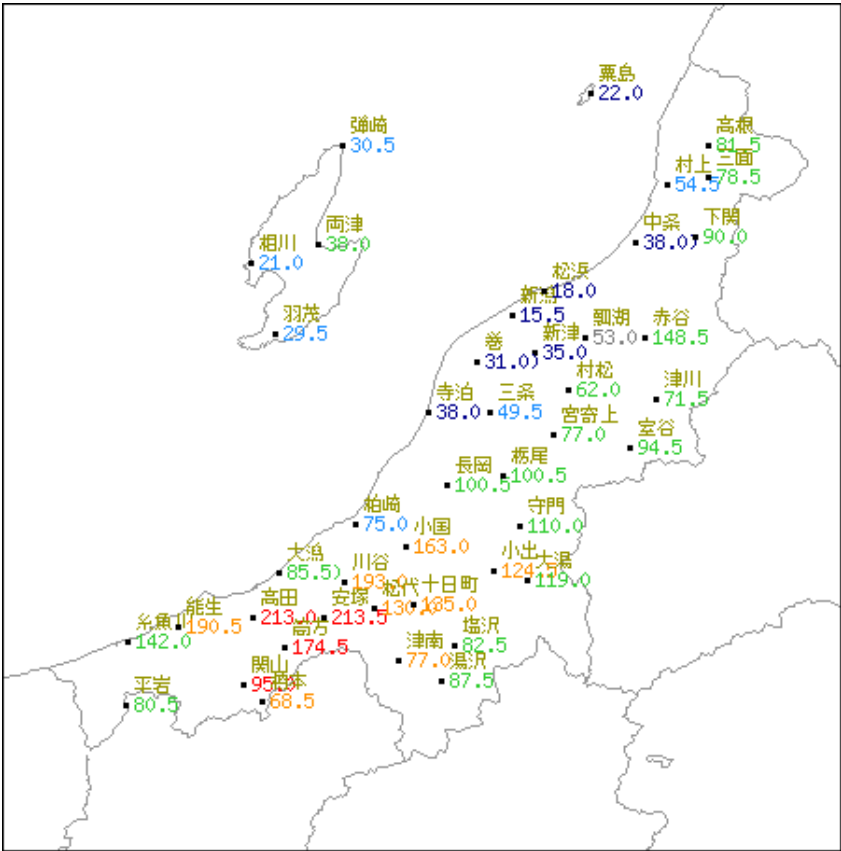 粟島
22.0
弾崎
30.5
高根
81.5
三面
78.5
村上
54.5
両津
38.0
下関
90.0
中条
38.0)
相川
21.0
松浜
18.0
新潟
15.5
羽茂
29.5
瓢湖
53.0
赤谷
148.5
新津
35.0
巻
31.0)
村松
62.0
津川
71.5
寺泊
38.0
三条
49.5
宮寄上
77.0
室谷
94.5
栃尾
100.5
長岡
100.5
柏崎
75.0
守門
110.0
小国
163.0
小出
124.5
大湯
119.0
大潟
85.5)
川谷
193.0
松代
130.0
十日町
185.0
能生
190.5
高田
213.0
安塚
213.5
糸魚川
142.0
174.5
塩沢
82.5
津南
77.0
湯沢
87.5
関山
平岩
80.5
68.5